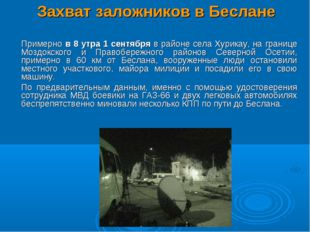 Захват заложников в Беслане
Примерно в 8 утра 1 сентября в районе села Хурикау, на границе
Моздокского и Правобережного районов Северной Осетии,
примерно в 60 км от Беслана, вооруженные люди остановили
местного участкового, майора милиции и посадили его в свою
машину.
По предварительным данным, именно с помощью удостоверения
сотрудника МВД боевики на ГАЗ-66 и двух легковых автомобилях
беспрепятственно миновали несколько КПП по пути до Беслана.